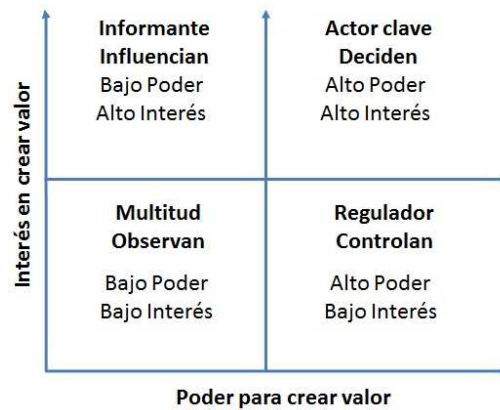 Informante
Influencian
Bajo Poder
Alto Interés
Actor clave
Deciden
Alto Poder
Alto Interés
Interés en crear valor
Multitud
Observan
Bajo Poder
Bajo Interés
Regulador
Controlan
Alto Poder
Bajo Interés
Poder para crear valor